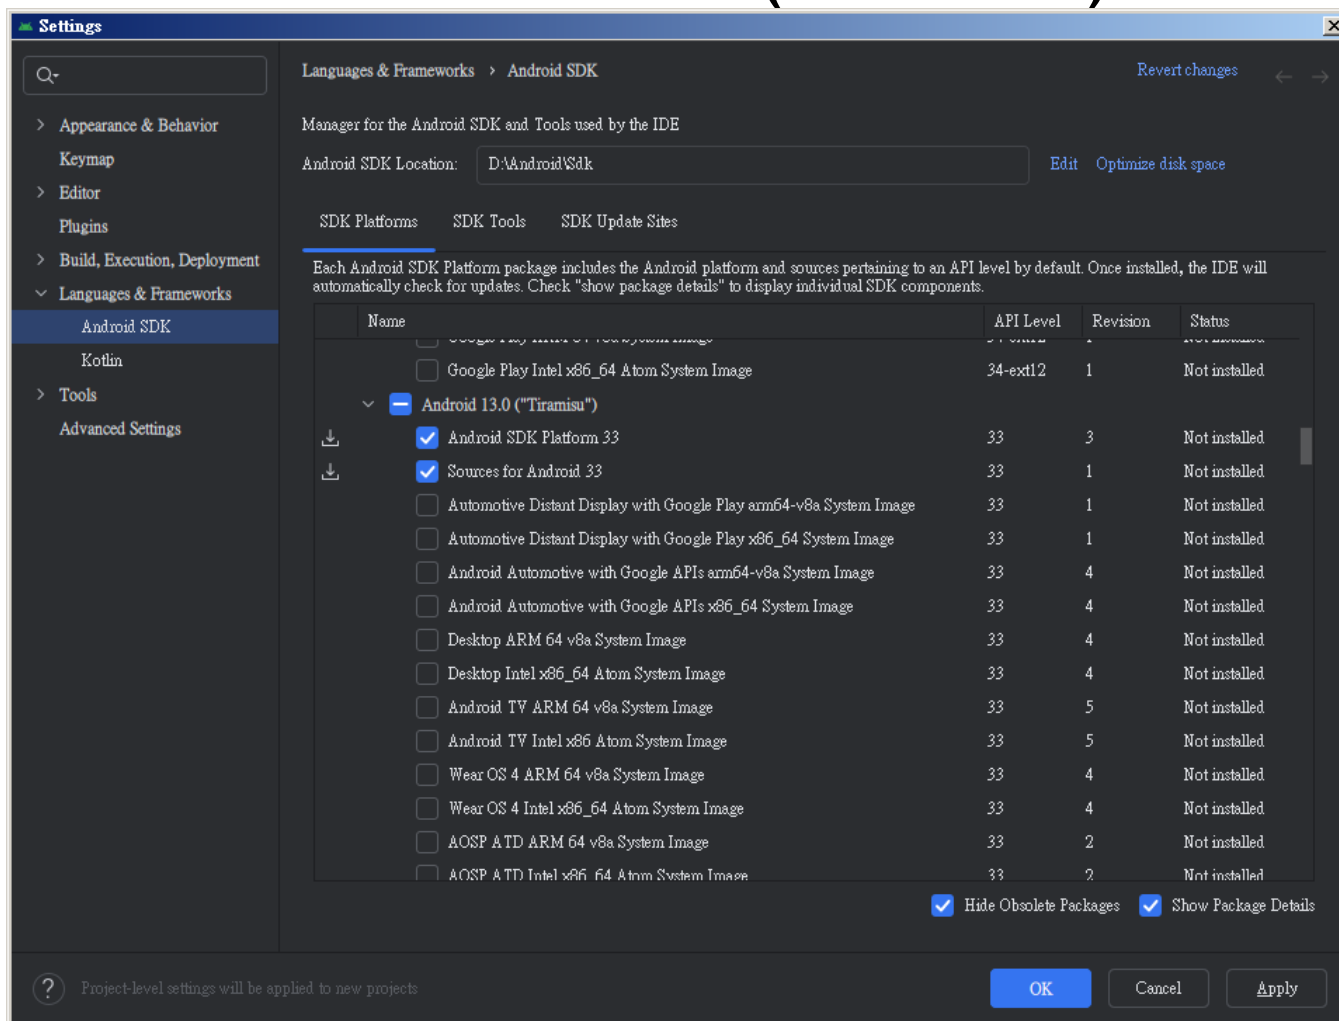 Settings
Languages & Frameworks > Android SDK
Revert changes
Appearance & Behavior
Keymap
Editor
Plugins
Build, Execution, Deployment
Languages & Frameworks
Android SDK
Kotlin
Tools
Advanced Settings
Manager for the Android SDK and Tools used by the IDE
Android SDK Location: D:\Android\Sdk Edit Optimize disk space
SDK Platforms SDK Tools SDK Update Sites
Each Android SDK Platform package includes the Android platform and sources pertaining to an API level by default. Once installed, the IDE will
automatically check for updates. Check "show package details" to display individual SDK components.
Name API Level Revision Status
Google Play Intel x86_64 Atom System Image 34-ext12 1 Not installed
Android 13.0 ("Tiramisu")
Android SDK Platform 33 33 3 Not installed
Sources for Android 33 33 1 Not installed
Automotive Distant Display with Google Play arm64-v8a System Image 33 1 Not installed
Automotive Distant Display with Google Play x86_64 System Image 33 1 Not installed
Android Automotive with Google APIs arm64-v8a System Image 33 4 Not installed
Android Automotive with Google APIs x86_64 System Image 33 4 Not installed
Desktop ARM 64 v8a System Image 33 4 Not installed
Desktop Intel x86_64 Atom System Image 33 4 Not installed
Android TV ARM 64 v8a System Image 33 5 Not installed
Android TV Intel x86 Atom System Image 33 5 Not installed
Wear OS 4 ARM 64 v8a System Image 33 4 Not installed
Wear OS 4 Intel x86_64 Atom System Image 33 4 Not installed
AOSP ATD ARM 64 v8a System Image 33 2 Not installed
AOSP ATD Intel x86_64 Atom System Image 33 2 Not installed
Hide Obsolete Packages Show Package Details
? Project-level settings will be applied to new projects
OK Cancel Apply